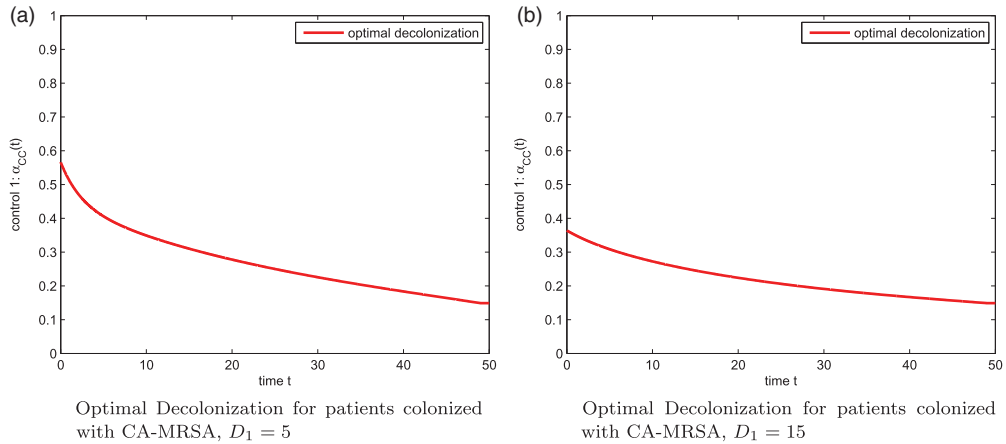 (a)
1
0.9
0.8
0.7
0.6
0.5
0.4
0.3
0.2
0.1
0
control 1: α_CC(t)
optimal decolonization
0 10 20 30 40 50
time t
Optimal Decolonization for patients colonized
with CA-MRSA, D₁ = 5
(b)
1
0.9
0.8
0.7
0.6
0.5
0.4
0.3
0.2
0.1
0
control 1: α_CC(t)
optimal decolonization
0 10 20 30 40 50
time t
Optimal Decolonization for patients colonized
with CA-MRSA, D₁ = 15